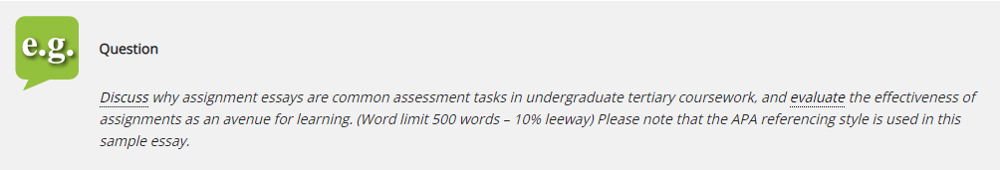 e.g.
Question
Discuss why assignment essays are common assessment tasks in undergraduate tertiary coursework, and evaluate the effectiveness of
assignments as an avenue for learning. (Word limit 500 words – 10% leeway) Please note that the APA referencing style is used in this
sample essay.